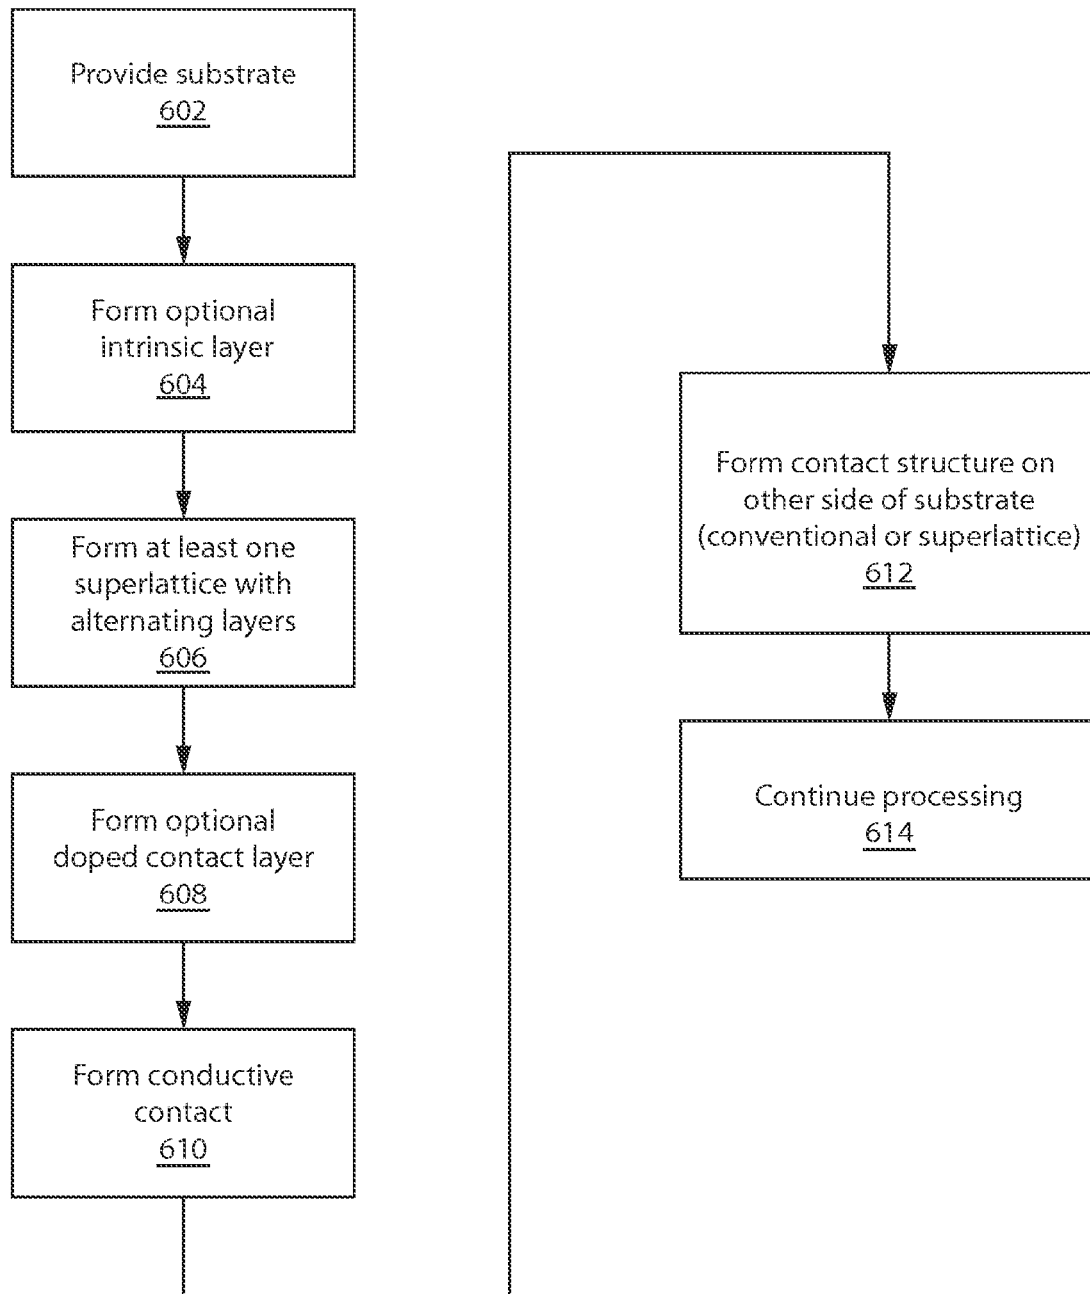 Provide substrate
602
Form optional
intrinsic layer
604
Form at least one
superlattice with
alternating layers
606
Form optional
doped contact layer
608
Form conductive
contact
610
Form contact structure on
other side of substrate
(conventional or superlattice)
612
Continue processing
614